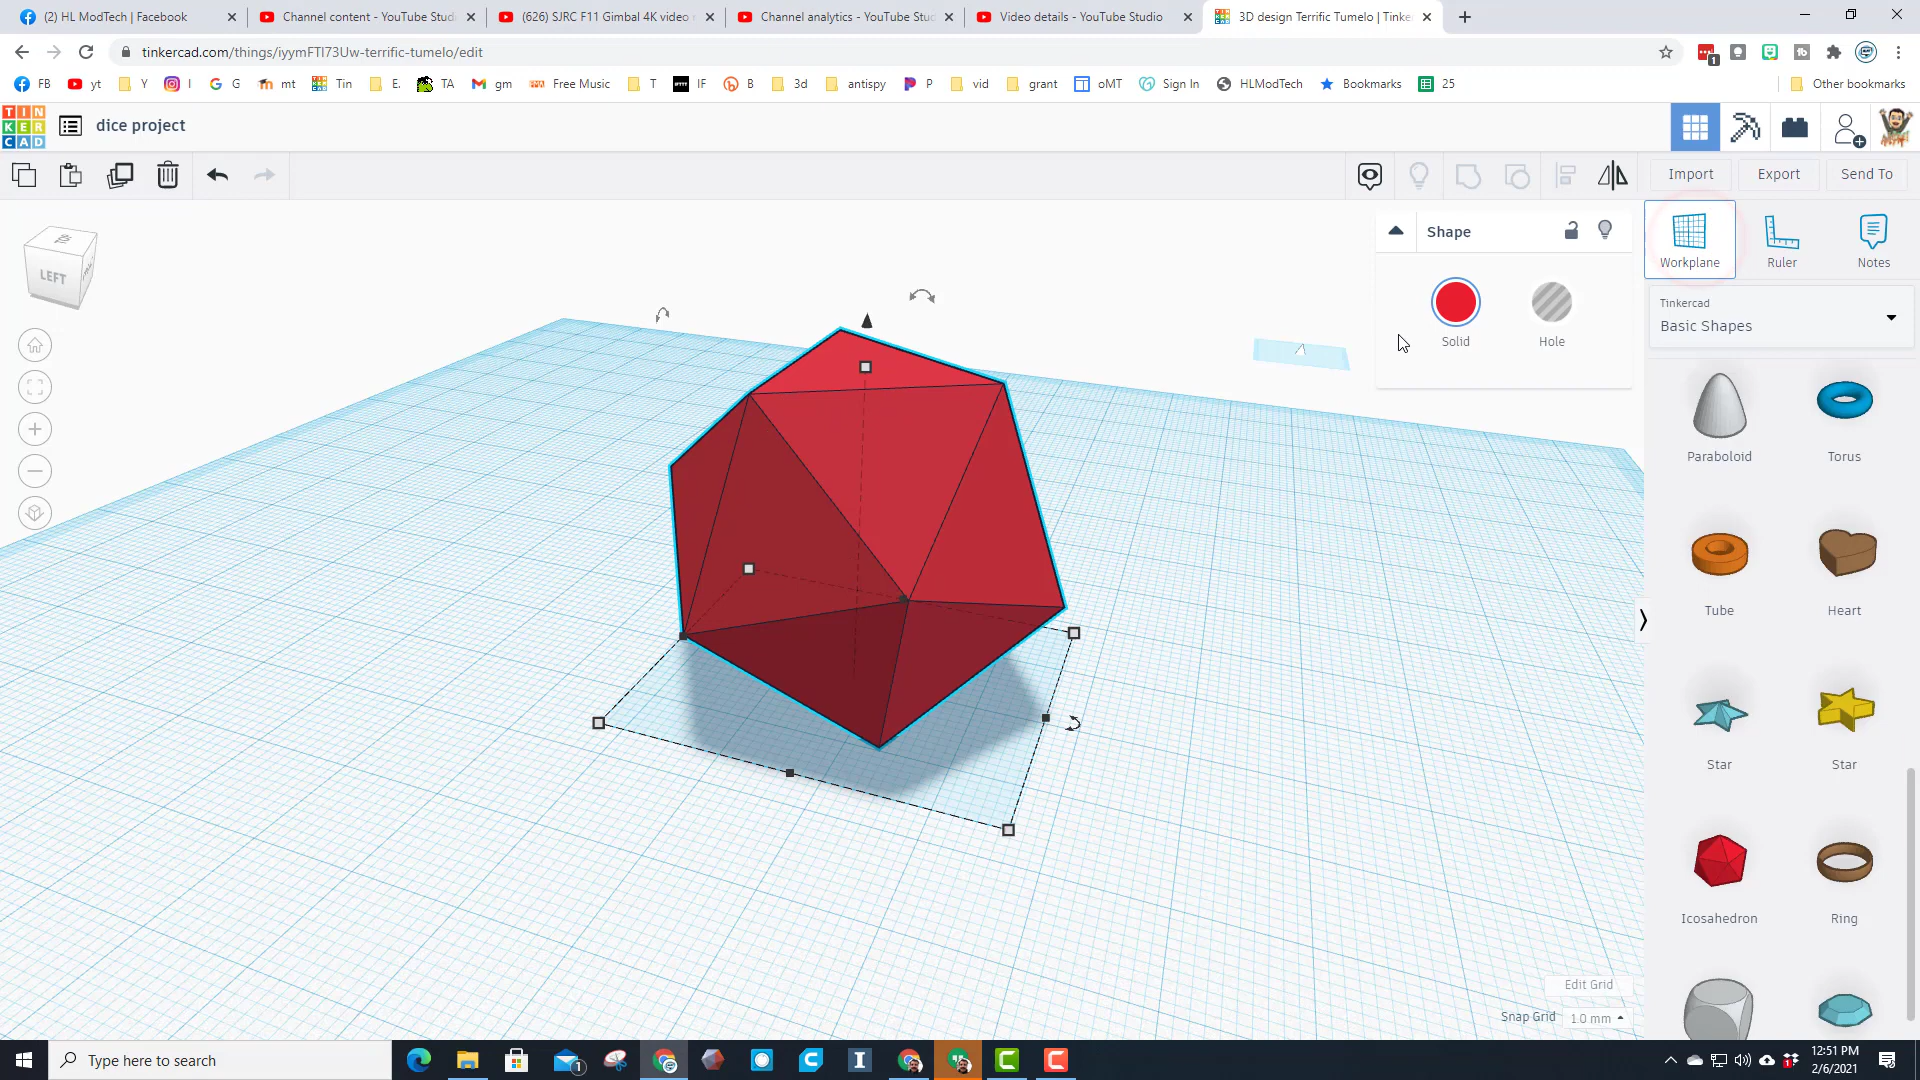 (2) HL ModTech | Facebook
Channel content - YouTube Studi
(626) SJRC F11 Gimbal 4K video r
Channel analytics - YouTube Stu
Video details - YouTube Studio
3D design Terrific Tumelo | Tinke
tinkercad.com/things/iyymFTl73Uw-terrific-tumelo/edit
FB yt Y I G mt Tin E. TA gm Free Music T IF B 3d antispy P vid grant oMT Sign In HLModTech Bookmarks 25 Other bookmarks
TIN
KER
CAD
dice project
Import Export Send To
LEFT
Shape
Workplane Ruler Notes
Solid Hole
Tinkercad
Basic Shapes
Paraboloid Torus
Tube Heart
Star Star
Icosahedron Ring
Edit Grid
Snap Grid 1.0 mm
Type here to search
12:51 PM
2/6/2021